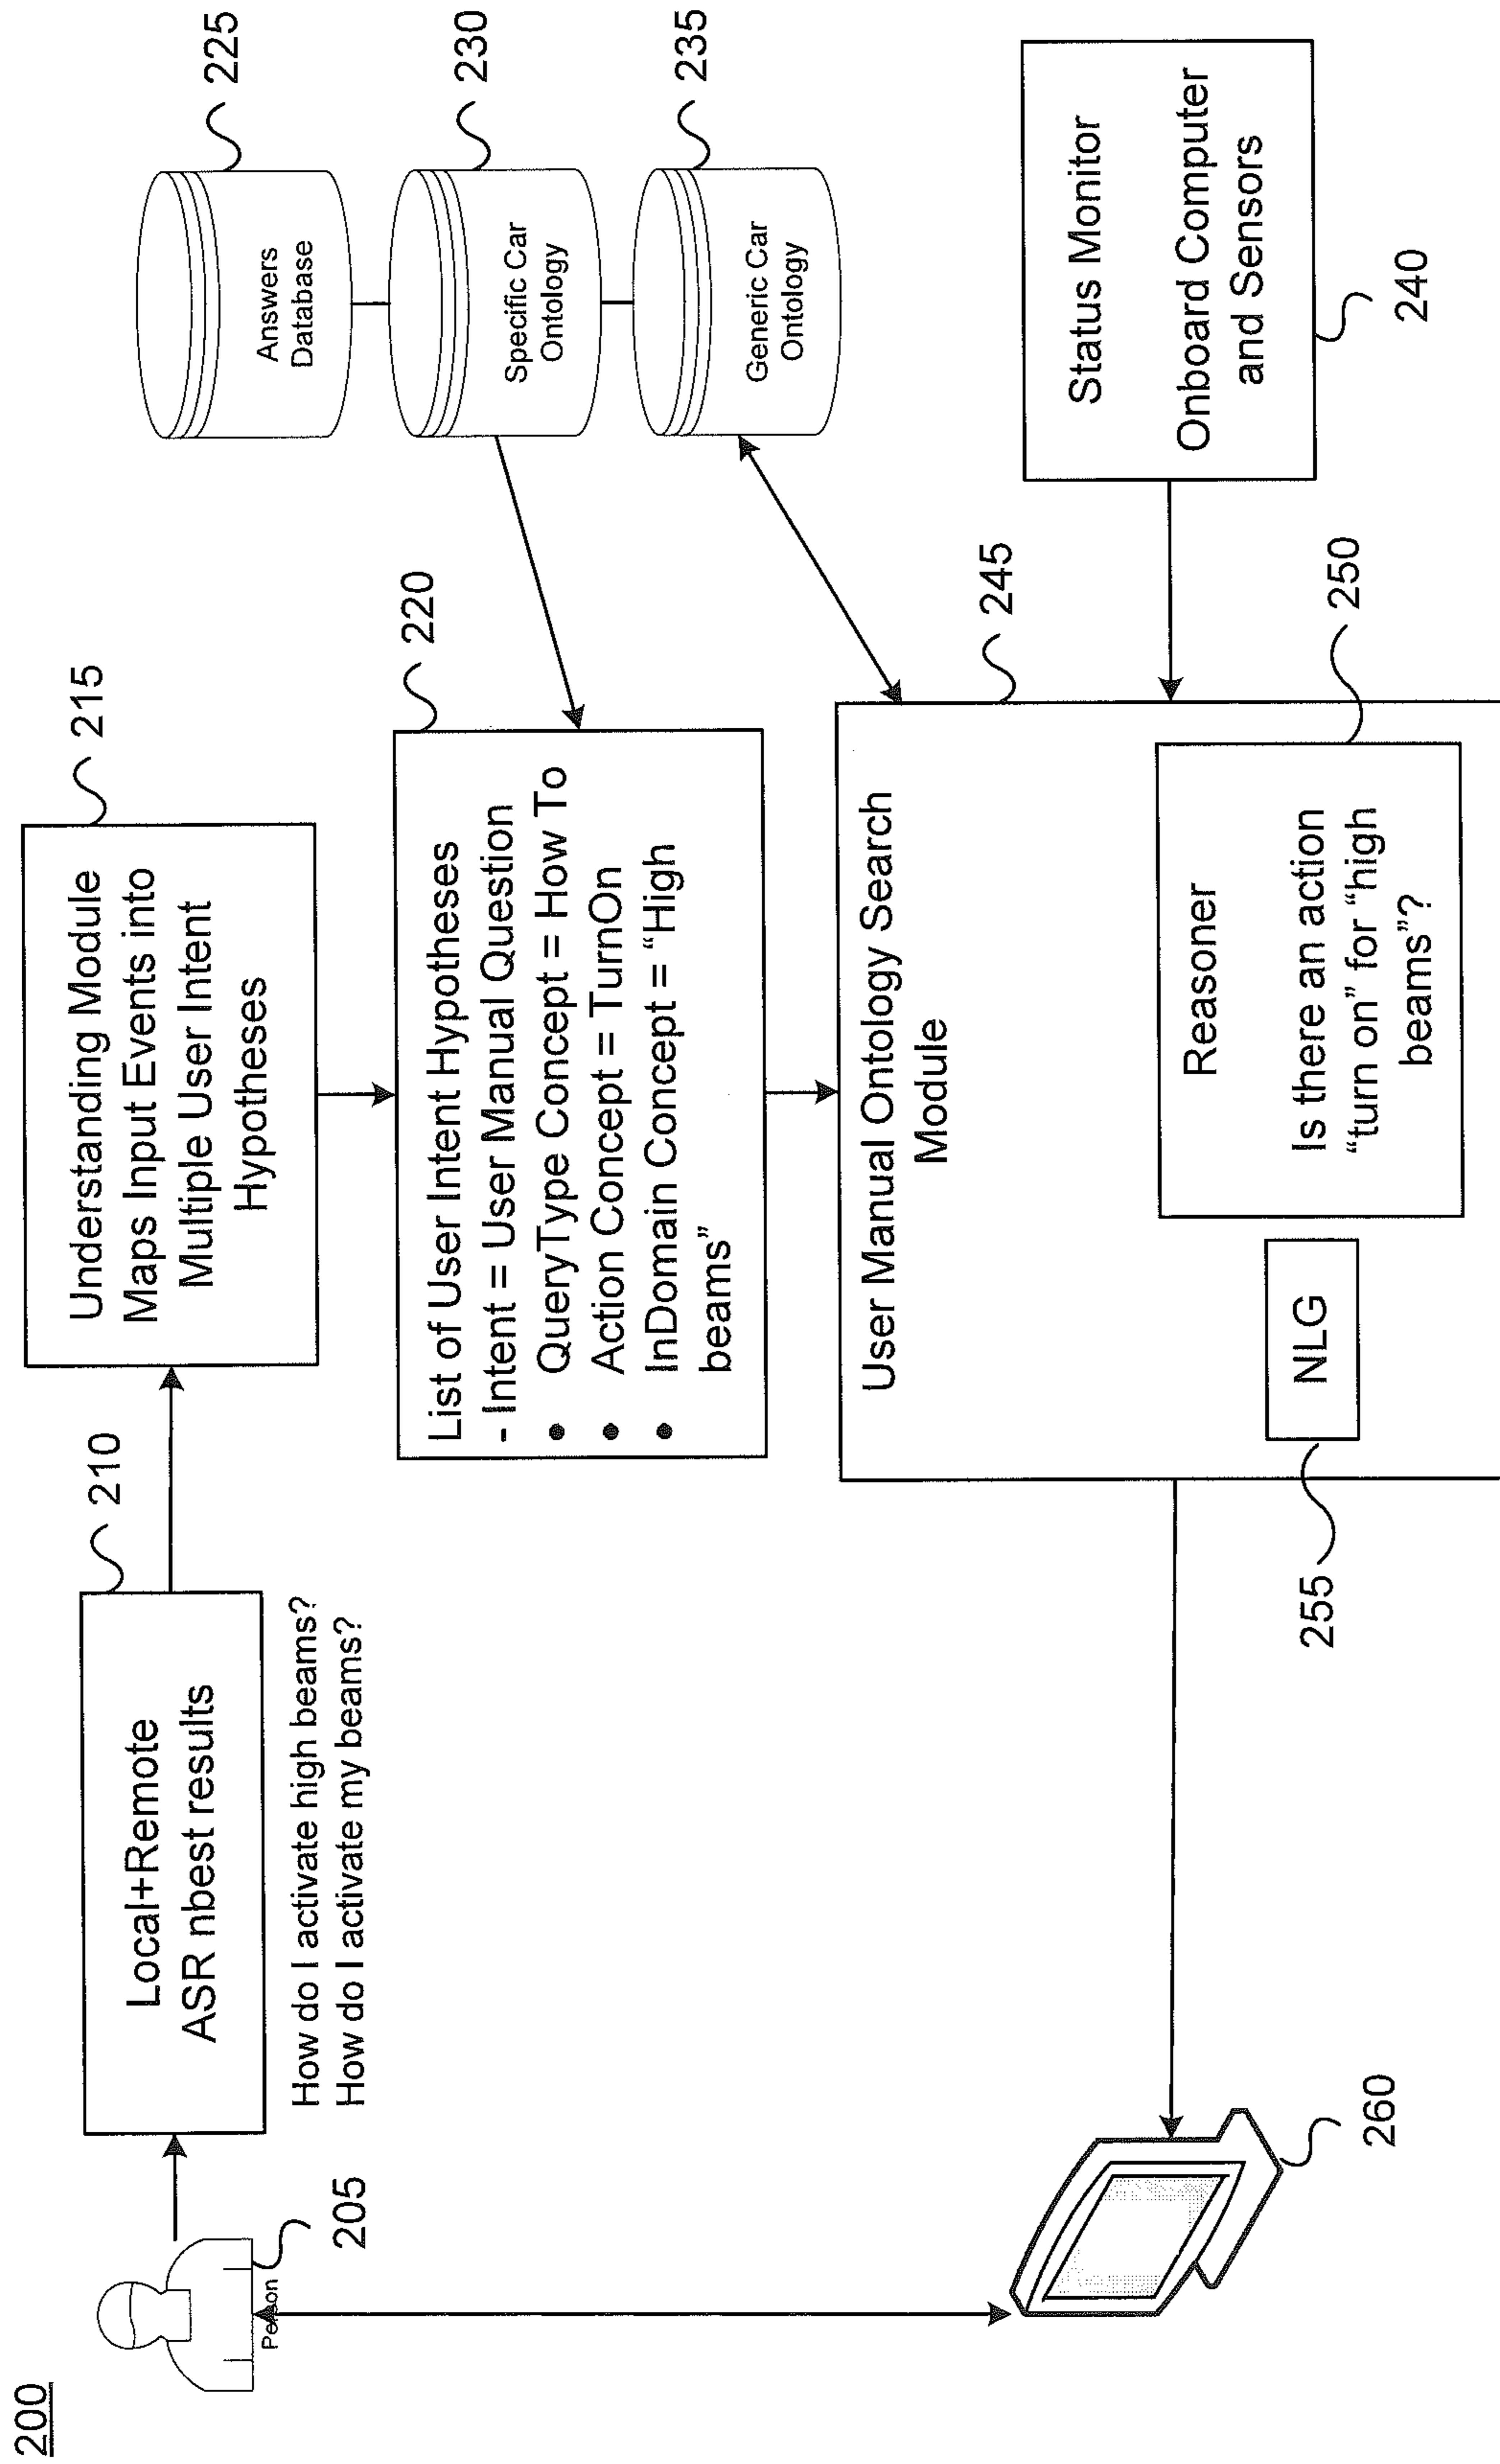 200
Person
205
Local+Remote
ASR nbest results
210
How do I activate high beams?
How do I activate my beams?
Understanding Module
Maps Input Events into
Multiple User Intent
Hypotheses
215
List of User Intent Hypotheses
- Intent = User Manual Question
• QueryType Concept = How To
• Action Concept = TurnOn
• InDomain Concept = “High
beams”
220
Answers
Database
225
Specific Car
Ontology
230
Generic Car
Ontology
235
Status Monitor
Onboard Computer
and Sensors
240
User Manual Ontology Search
Module
245
Reasoner
Is there an action
“turn on” for “high
beams”?
250
NLG
255
260